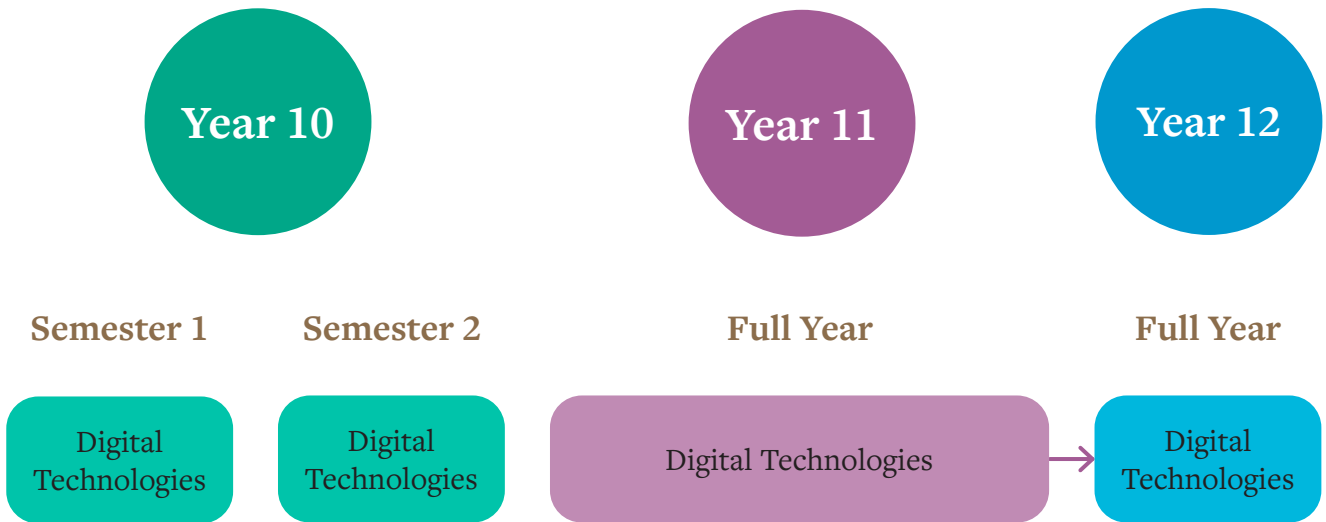 Year 10
Year 11
Year 12
Semester 1
Semester 2
Full Year
Full Year
Digital
Technologies
Digital
Technologies
Digital Technologies
Digital
Technologies